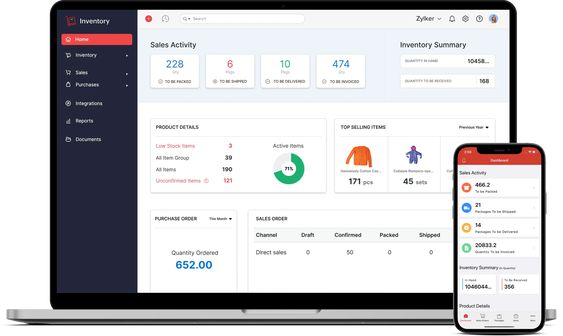 Inventory
Search
Zylker
Home
Inventory
Sales
Purchases
Integrations
Reports
Documents
Sales Activity
228
Qty
TO BE PACKED
6
Pkgs
TO BE SHIPPED
10
Pkgs
TO BE DELIVERED
474
Qty
TO BE INVOICED
Inventory Summary
QUANTITY IN HAND 10458...
QUANTITY TO BE RECEIVED 168
PRODUCT DETAILS
Low Stock Items 3
All Item Group 39
All Items 190
Unconfirmed Items 121
Active Items
71%
TOP SELLING ITEMS
Previous Year
171 pcs
45 sets
PURCHASE ORDER
This Month
Quantity Ordered
652.00
SALES ORDER
Channel Draft Confirmed Packed Shipped
Direct sales 0 50 0 0
Dashboard
Sales Activity
466.2
To be Packed
21
Packages To be Shipped
14
Packages To be Delivered
20833.2
Quantity To be Invoiced
Inventory Summary (In Quantity)
In Hand
1046044...
To be Received
356
Product Details